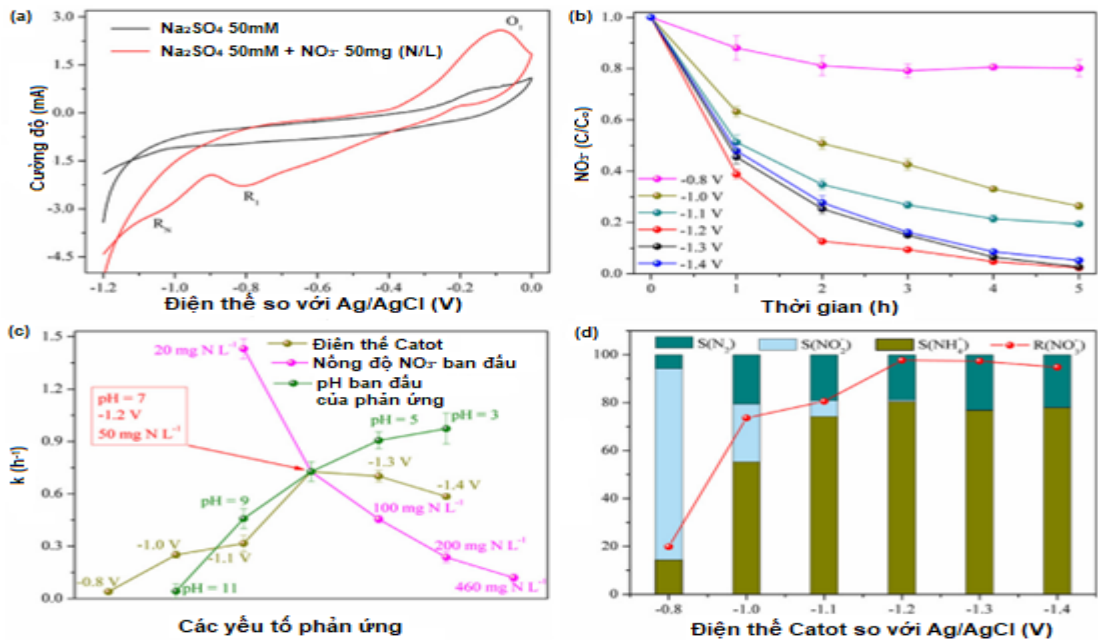 (a)
Na₂SO₄ 50mM
Na₂SO₄ 50mM + NO₃⁻ 50mg (N/L)
O₁
R₁
R_N
Cường độ (mA)
3.0
1.5
0.0
1.5
-3.0
-4.5
-1.2
-1.0
-0.8
-0.6
-0.4
-0.2
0.0
Điện thế so với Ag/AgCl (V)
(b)
NO₃⁻ (C/C₀)
1.0
0.8
0.6
0.4
0.2
0.0
-0.8 V
-1.0 V
-1.1 V
-1.2 V
-1.3 V
-1.4 V
0
1
2
3
4
5
Thời gian (h)
(c)
k (h⁻¹)
1.5
1.2
0.9
0.6
0.3
0.0
Điện thế Catot
Nồng độ NO₃⁻ ban đầu
pH ban đầu
của phản ứng
20 mg N L⁻¹
pH = 7
-1.2 V
50 mg N L⁻¹
pH = 5
pH = 3
-1.3 V
-1.4 V
pH = 9
100 mg N L⁻¹
-1.0 V
-1.1 V
200 mg N L⁻¹
-0.8 V
pH = 11
460 mg N L⁻¹
Các yếu tố phản ứng
(d)
S(N₂)
S(NO₂⁻)
S(NH₄⁺)
R(NO₃⁻)
100
80
60
40
20
0
-0.8
-1.0
-1.1
-1.2
-1.3
-1.4
Điện thế Catot so với Ag/AgCl (V)